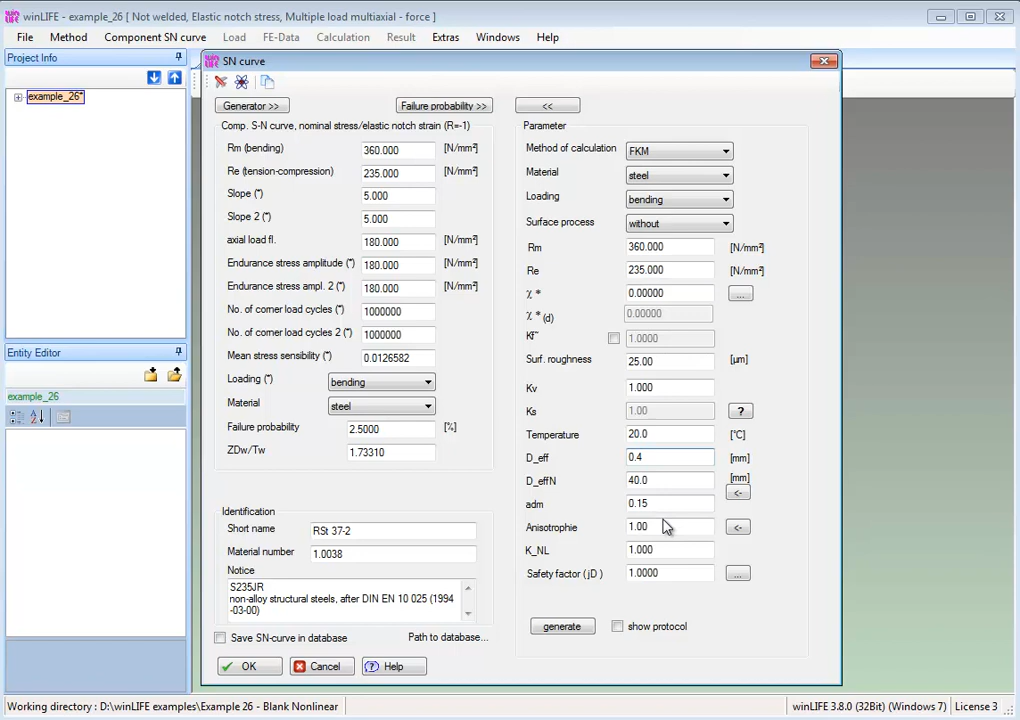 winLIFE - example_26 [ Not welded, Elastic notch stress, Multiple load multiaxial - force ]
File Method Component SN curve Load FE-Data Calculation Result Extras Windows Help
Project Info
example_26*
Entity Editor
example_26
SN curve
Generator >> Failure probability >> <<
Comp. S-N curve, nominal stress/elastic notch strain (R=-1)
Rm (bending) 360.000 [N/mm²]
Re (tension-compression) 235.000 [N/mm²]
Slope (*) 5.000
Slope 2 (*) 5.000
axial load fl. 180.000 [N/mm²]
Endurance stress amplitude (*) 180.000 [N/mm²]
Endurance stress ampl. 2 (*) 180.000 [N/mm²]
No. of corner load cycles (*) 1000000
No. of corner load cycles 2 (*) 1000000
Mean stress sensibility (*) 0.0126582
Loading (*) bending
Material steel
Failure probability 2.5000 [%]
ZDw/Tw 1.73310
Identification
Short name RSt 37-2
Material number 1.0038
Notice
S235JR
non-alloy structural steels, after DIN EN 10 025 (1994
-03-00)
Save SN-curve in database Path to database...
OK Cancel Help
Parameter
Method of calculation FKM
Material steel
Loading bending
Surface process without
Rm 360.000 [N/mm²]
Re 235.000 [N/mm²]
χ * 0.00000 ...
χ * (d) 0.00000
Kf~ 1.0000
Surf. roughness 25.00 [µm]
Kv 1.000
Ks 1.00 ?
Temperature 20.0 [°C]
D_eff 0.4 [mm]
D_effN 40.0 [mm]
<-
adm 0.15
Anisotrophie 1.00 <-
K_NL 1.000
Safety factor ( jD ) 1.0000 ...
generate show protocol
Working directory : D:\winLIFE examples\Example 26 - Blank Nonlinear winLIFE 3.8.0 (32Bit) (Windows 7) License 3